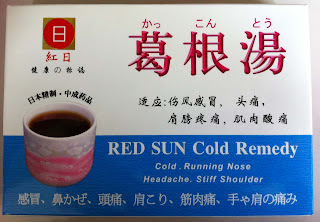 日
紅日
健康の标誌
かっ こん とう
葛根湯
日本精制・中成药品
适应:伤风感冒, 头痛,
肩膀疼痛, 肌肉酸痛
RED SUN Cold Remedy
Cold . Running Nose
Headache. Stiff Shoulder
感冒、鼻かぜ、頭痛、肩こり、筋肉痛、手や肩の痛み